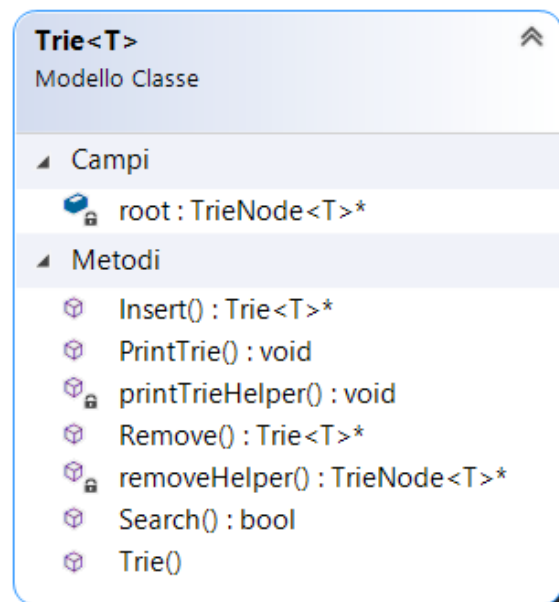 Trie<T>
Modello Classe
Campi
root : TrieNode<T>*
Metodi
Insert() : Trie<T>*
PrintTrie() : void
printTrieHelper() : void
Remove() : Trie<T>*
removeHelper() : TrieNode<T>*
Search() : bool
Trie()